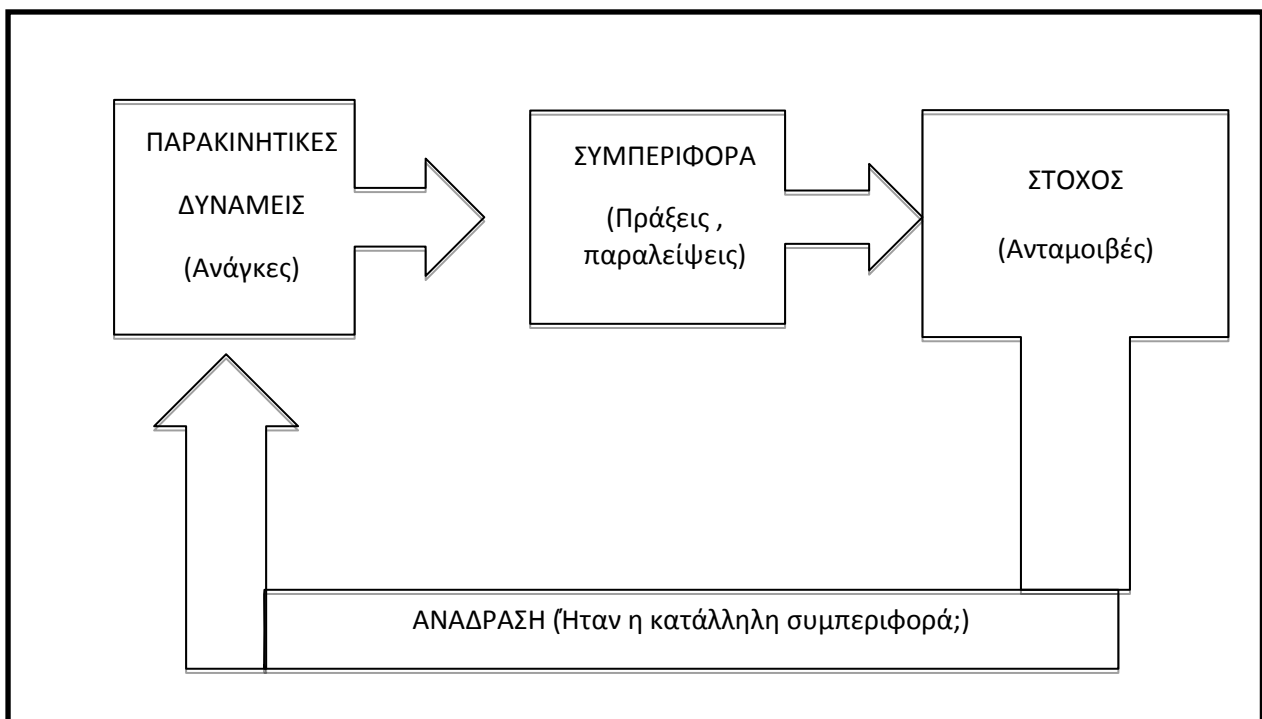 ΠΑΡΑΚΙΝΗΤΙΚΕΣ
ΔΥΝΑΜΕΙΣ
(Ανάγκες)
ΣΥΜΠΕΡΙΦΟΡΑ
(Πράξεις ,
παραλείψεις)
ΣΤΟΧΟΣ
(Ανταμοιβές)
ΑΝΑΔΡΑΣΗ (Ήταν η κατάλληλη συμπεριφορά;)